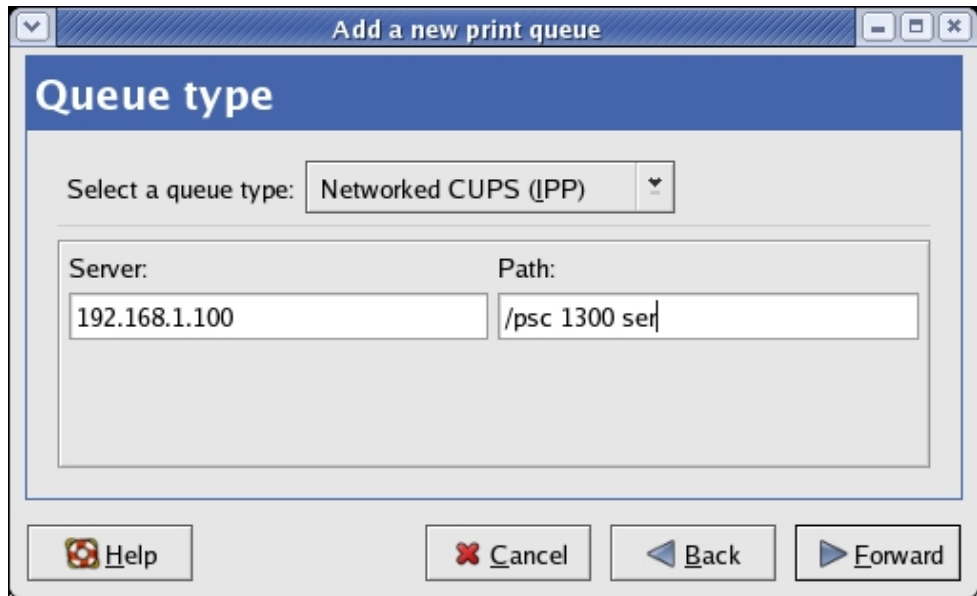 Add a new print queue
Queue type
Select a queue type: Networked CUPS (IPP)
Server: Path:
192.168.1.100 /psc 1300 ser
Help Cancel Back Forward